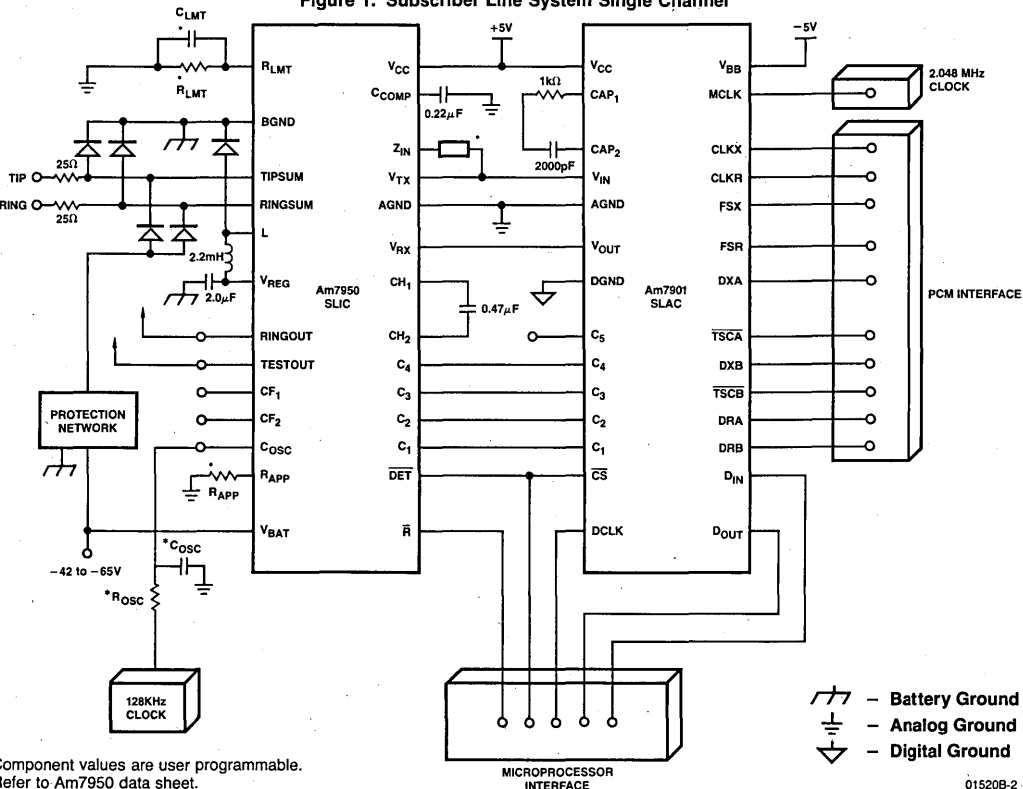 Figure 1. Subscriber Line System Single Channel
CLMT
*
RLMT
*
RLMT
BGND
25Ω
TIP
TIPSUM
RING
25Ω
RINGSUM
L
2.2mH
VREG
2.0μF
RINGOUT
TESTOUT
CF1
CF2
COSC
*
RAPP
RAPP
VBAT
PROTECTION
NETWORK
-42 to -65V
*COSC
*ROSC
128KHz
CLOCK
Am7950
SLIC
VCC
CCOMP
0.22μF
ZIN
*
VTX
AGND
VRX
CH1
0.47μF
CH2
C4
C3
C2
C1
DET
R
+5V
1kΩ
2000pF
VCC
CAP1
CAP2
VIN
AGND
VOUT
DGND
C5
C4
C3
C2
C1
CS
DCLK
Am7901
SLAC
-5V
VBB
MCLK
CLKX
CLKR
FSX
FSR
DXA
TSCA
DXB
TSCB
DRA
DRB
DIN
DOUT
2.048 MHz
CLOCK
PCM INTERFACE
MICROPROCESSOR
INTERFACE
– Battery Ground
– Analog Ground
– Digital Ground
Component values are user programmable.
Refer to Am7950 data sheet.
01520B-2